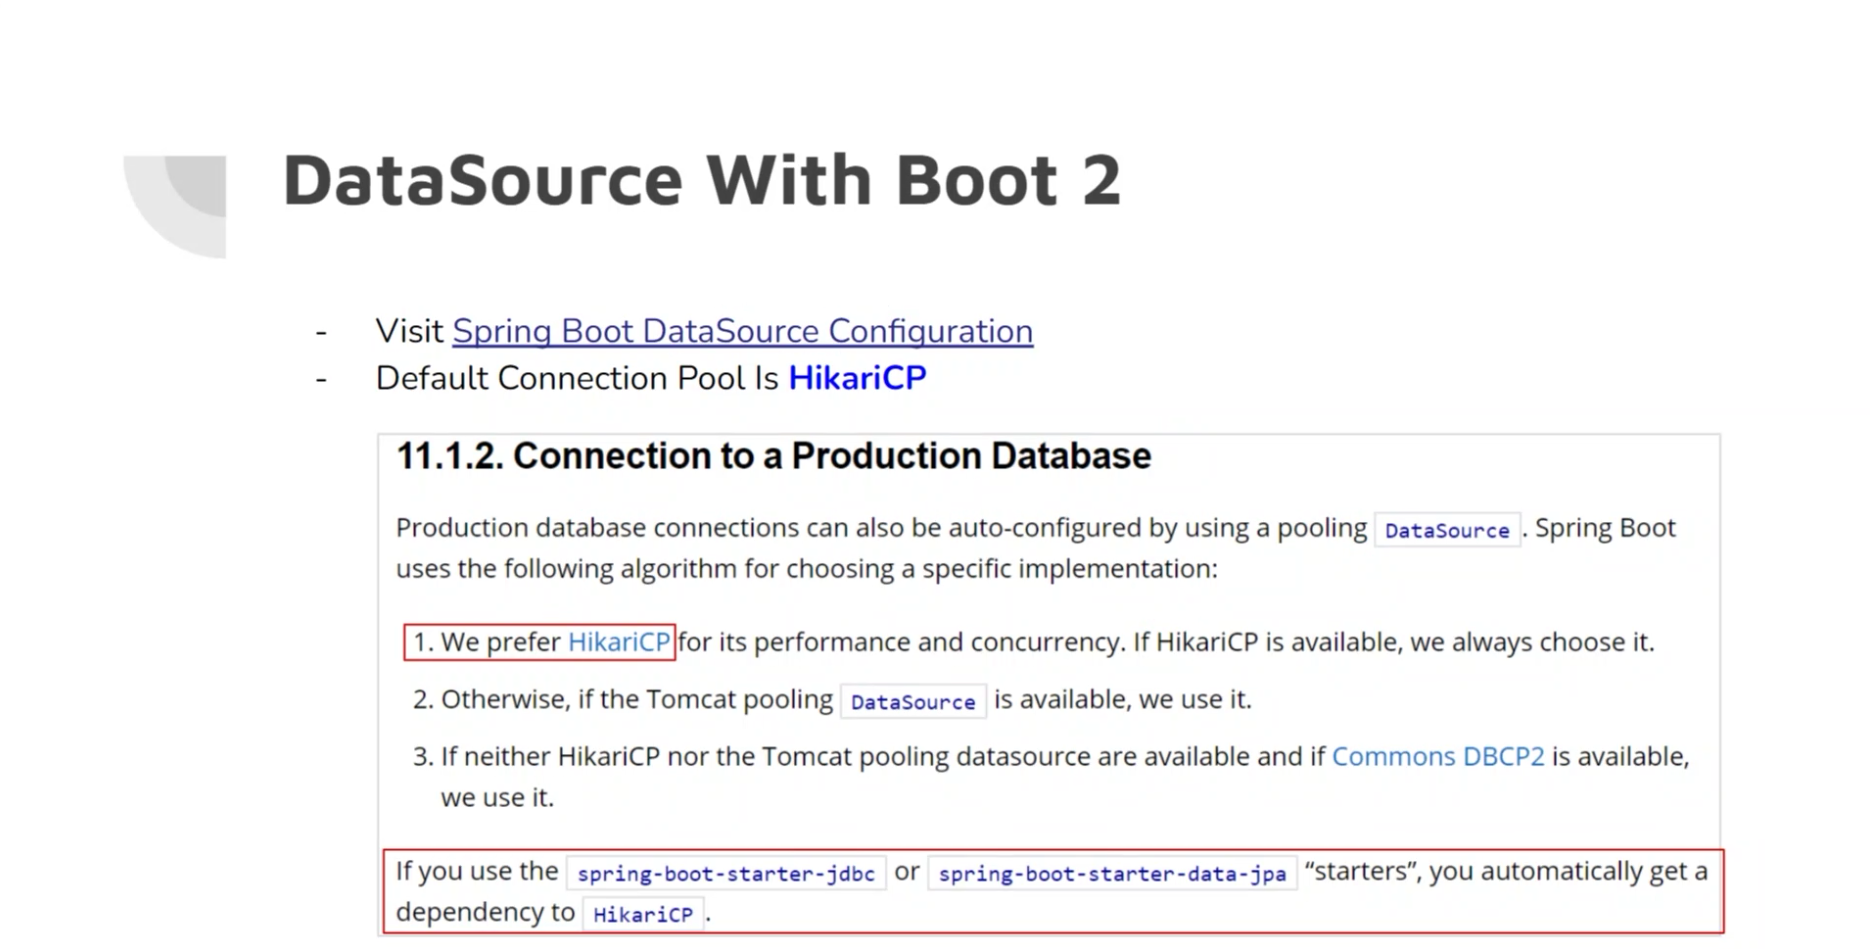 DataSource With Boot 2
- Visit Spring Boot DataSource Configuration
- Default Connection Pool Is HikariCP
11.1.2. Connection to a Production Database
Production database connections can also be auto-configured by using a pooling DataSource. Spring Boot
uses the following algorithm for choosing a specific implementation:
1. We prefer HikariCP for its performance and concurrency. If HikariCP is available, we always choose it.
2. Otherwise, if the Tomcat pooling DataSource is available, we use it.
3. If neither HikariCP nor the Tomcat pooling datasource are available and if Commons DBCP2 is available,
we use it.
If you use the spring-boot-starter-jdbc or spring-boot-starter-data-jpa “starters”, you automatically get a
dependency to HikariCP.